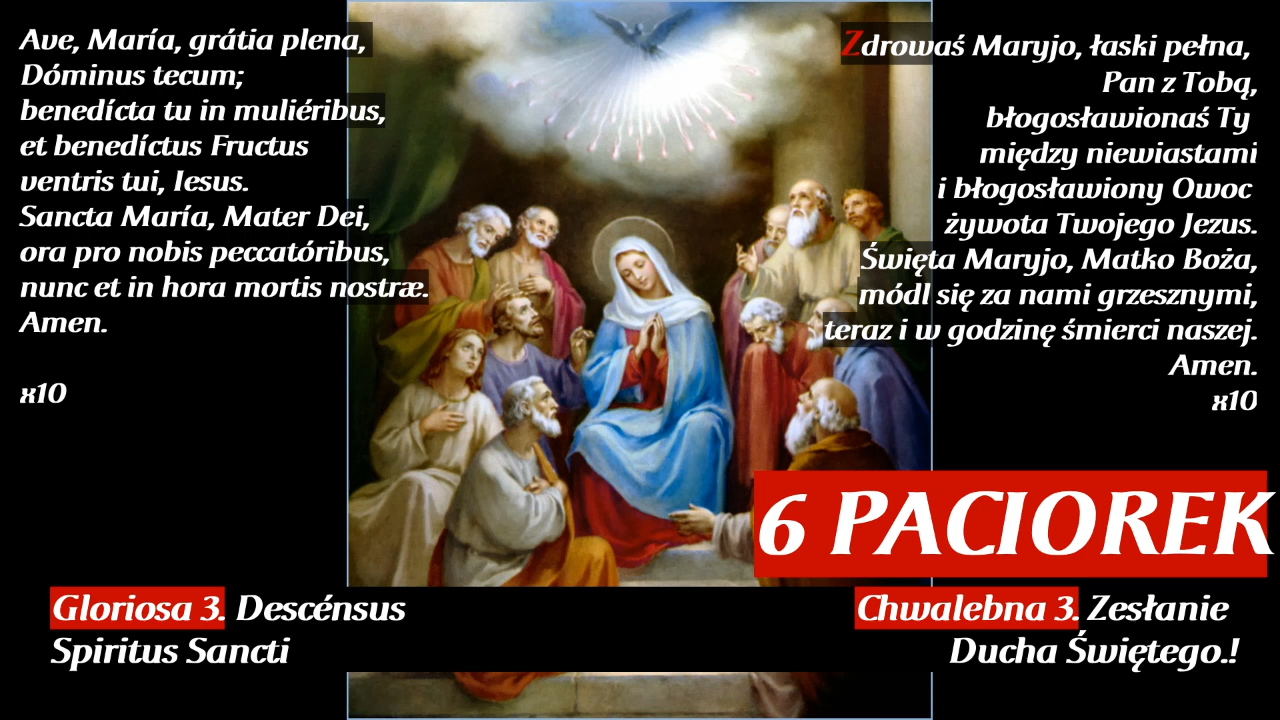 Ave, María, grátia plena,
Dóminus tecum;
benedícta tu in muliéribus,
et benedíctus Fructus
ventris tui, Iesus.
Sancta María, Mater Dei,
ora pro nobis peccatóribus,
nunc et in hora mortis nostræ.
Amen.
x10
Zdrowaś Maryjo, łaski pełna,
Pan z Tobą,
błogosławionaś Ty
między niewiastami
i błogosławiony Owoc
żywota Twojego Jezus.
Święta Maryjo, Matko Boża,
módl się za nami grzesznymi,
teraz i w godzinę śmierci naszej.
Amen.
x10
6 PACIOREK
Gloriosa 3. Descénsus
Spiritus Sancti
Chwalebna 3. Zesłanie
Ducha Świętego.!